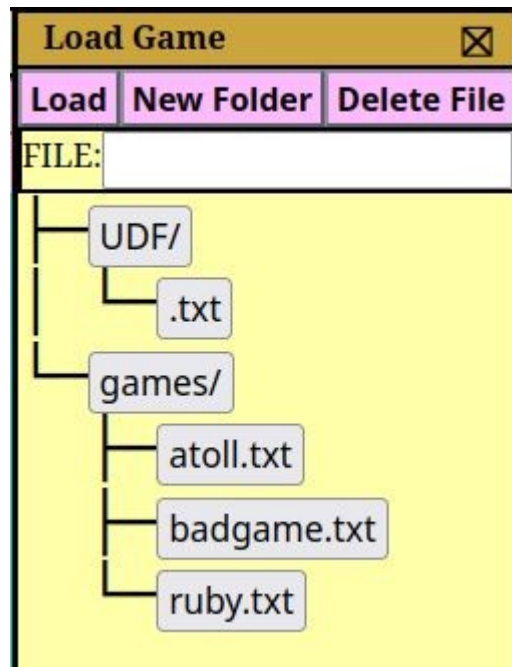 Load Game
Load New Folder Delete File
FILE:
UDF/
.txt
games/
atoll.txt
badgame.txt
ruby.txt